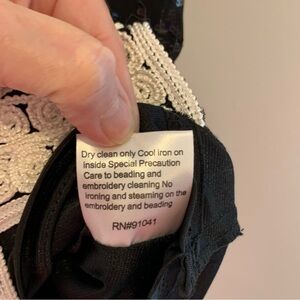 Dry clean only Cool iron on
inside Special Precaution
Care to beading and
embroidery cleaning No
ironing and steaming on the
embroidery and beading
RN#91041